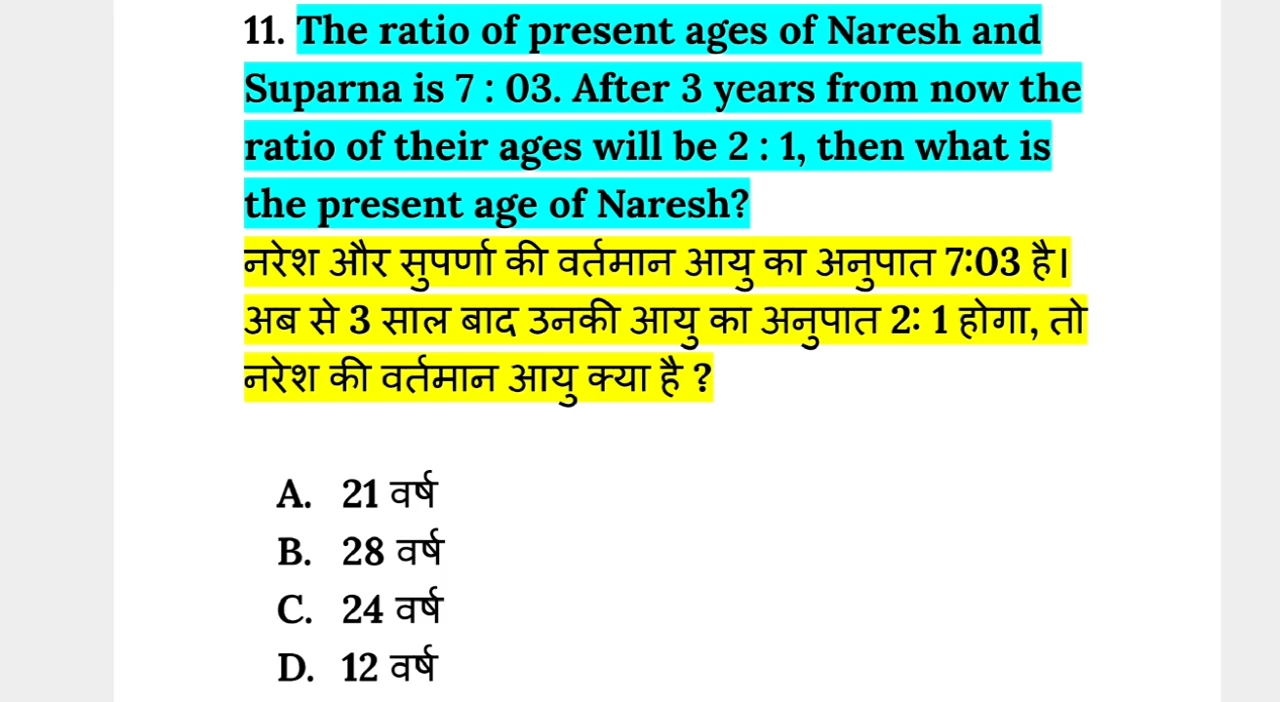 11. The ratio of present ages of Naresh and
Suparna is 7 : 03. After 3 years from now the
ratio of their ages will be 2 : 1, then what is
the present age of Naresh?
नरेश और सुपर्णा की वर्तमान आयु का अनुपात 7:03 है।
अब से 3 साल बाद उनकी आयु का अनुपात 2: 1 होगा, तो
नरेश की वर्तमान आयु क्या है ?
A. 21 वर्ष
B. 28 वर्ष
C. 24 वर्ष
D. 12 वर्ष